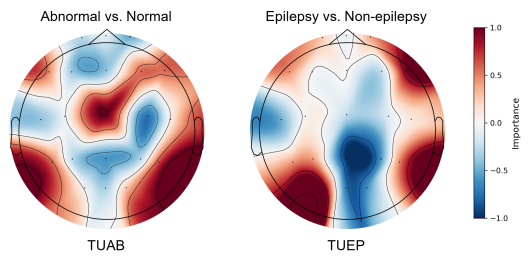 Abnormal vs. Normal
Epilepsy vs. Non-epilepsy
1.0
0.5
0.0
−0.5
−1.0
Importance
TUAB
TUEP